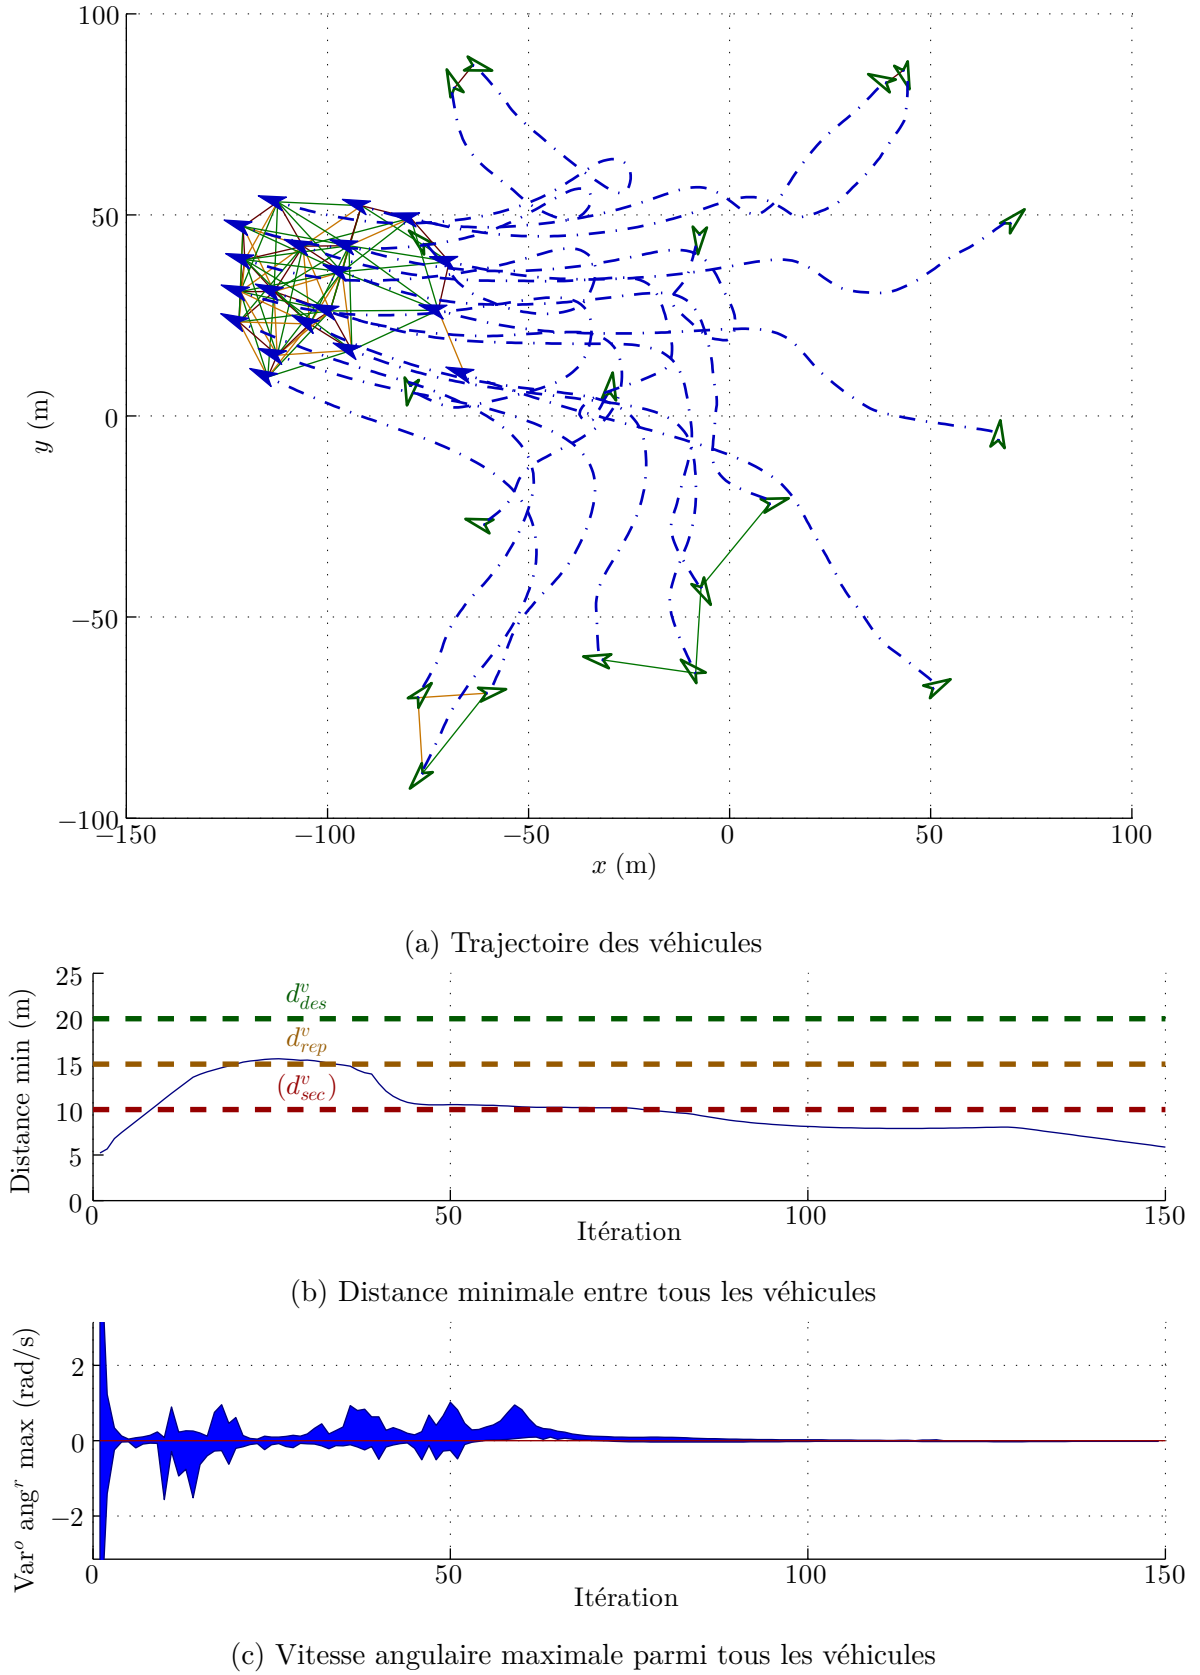 100
50
0
−50
−100
y (m)
−150
−100
−50
0
50
100
x (m)
(a) Trajectoire des véhicules
25
20
15
10
5
0
Distance min (m)
d^v_des
d^v_rep
(d^v_sec)
0
50
100
150
Itération
(b) Distance minimale entre tous les véhicules
2
0
−2
Var^o ang^r max (rad/s)
0
50
100
150
Itération
(c) Vitesse angulaire maximale parmi tous les véhicules